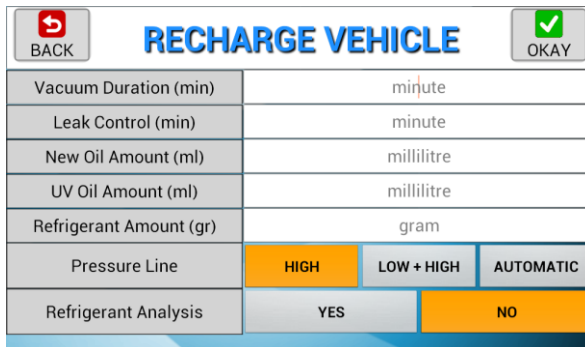 BACK
RECHARGE VEHICLE
OKAY
Vacuum Duration (min) minute
Leak Control (min) minute
New Oil Amount (ml) millilitre
UV Oil Amount (ml) millilitre
Refrigerant Amount (gr) gram
Pressure Line HIGH LOW + HIGH AUTOMATIC
Refrigerant Analysis YES NO